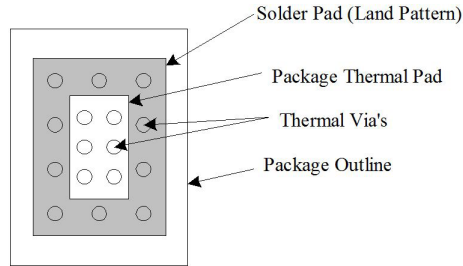 Solder Pad (Land Pattern)
Package Thermal Pad
Thermal Via's
Package Outline